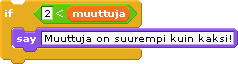 if 2 < muuttuja
say Muuttuja on suurempi kuin kaksi!